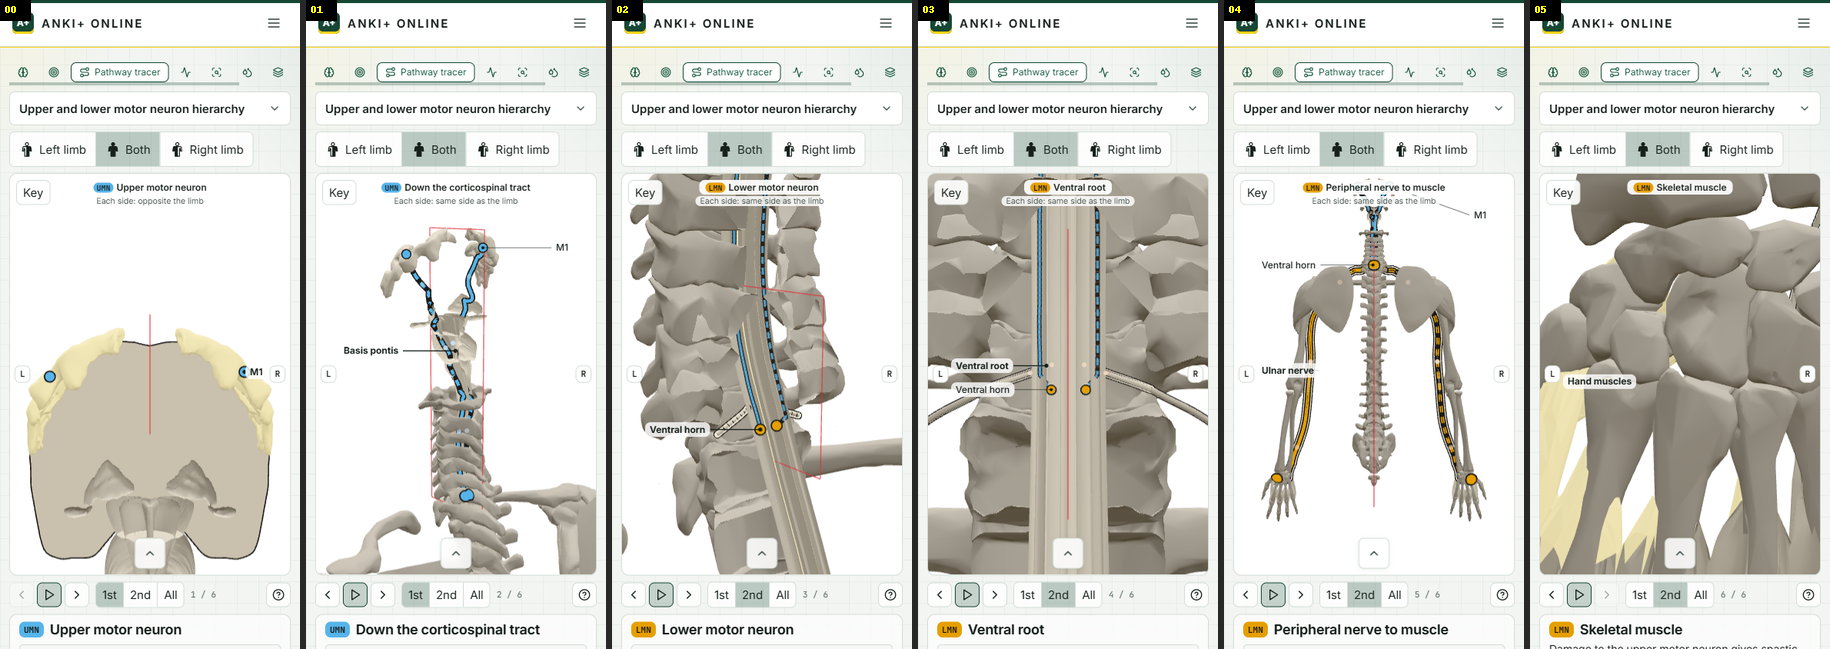 00
A+ ANKI+ ONLINE
Pathway tracer
Upper and lower motor neuron hierarchy
Left limb Both Right limb
Key
UMN Upper motor neuron
Each side: opposite the limb
L
M1
R
1st 2nd All 1 / 6
UMN Upper motor neuron
01
A+ ANKI+ ONLINE
Pathway tracer
Upper and lower motor neuron hierarchy
Left limb Both Right limb
Key
UMN Down the corticospinal tract
Each side: same side as the limb
M1
Basis pontis
L
R
1st 2nd All 2 / 6
UMN Down the corticospinal tract
02
A+ ANKI+ ONLINE
Pathway tracer
Upper and lower motor neuron hierarchy
Left limb Both Right limb
Key
LMN Lower motor neuron
Each side: same side as the limb
L
R
Ventral horn
1st 2nd All 3 / 6
LMN Lower motor neuron
03
A+ ANKI+ ONLINE
Pathway tracer
Upper and lower motor neuron hierarchy
Left limb Both Right limb
Key
LMN Ventral root
Each side: same side as the limb
Ventral root
L
R
Ventral horn
1st 2nd All 4 / 6
LMN Ventral root
04
A+ ANKI+ ONLINE
Pathway tracer
Upper and lower motor neuron hierarchy
Left limb Both Right limb
Key
LMN Peripheral nerve to muscle
Each side: same side as the limb
M1
Ventral horn
Ulnar nerve
L
R
1st 2nd All 5 / 6
LMN Peripheral nerve to muscle
05
A+ ANKI+ ONLINE
Pathway tracer
Upper and lower motor neuron hierarchy
Left limb Both Right limb
Key
LMN Skeletal muscle
L
R
Hand muscles
1st 2nd All 6 / 6
LMN Skeletal muscle
Damage to the upper motor neuron gives spastic